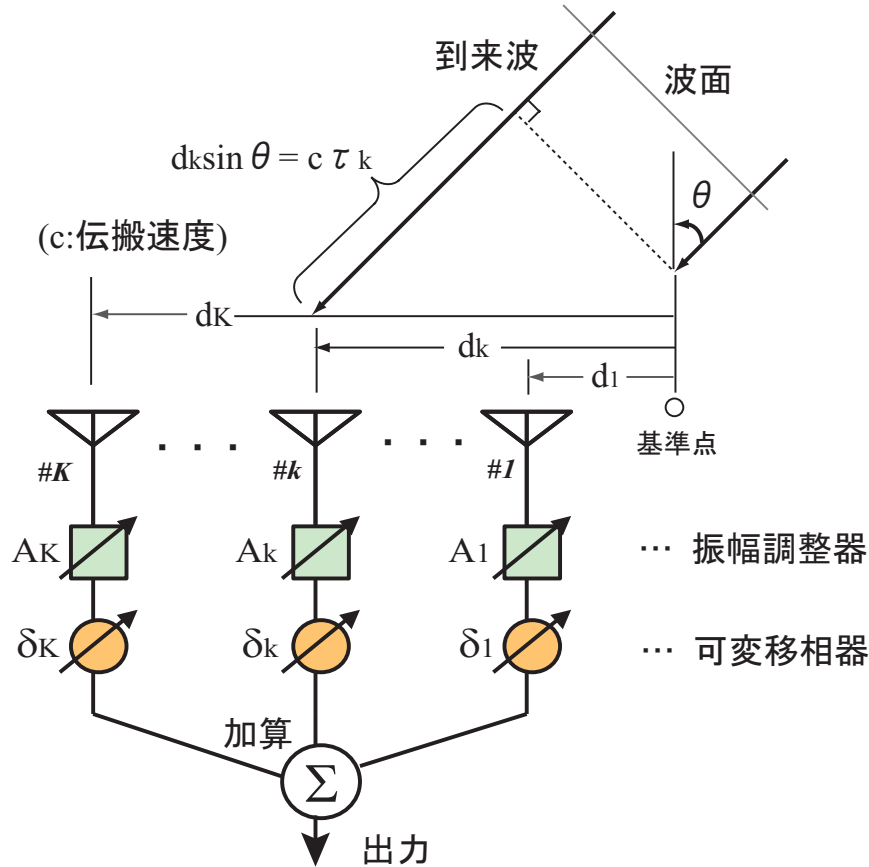 到来波
波面
dksin θ = c τ k
θ
(c:伝搬速度)
dK
dk
d1
基準点
#K
· · ·
#k
· · ·
#1
AK
Ak
A1
··· 振幅調整器
δK
δk
δ1
··· 可変移相器
加算
Σ
出力